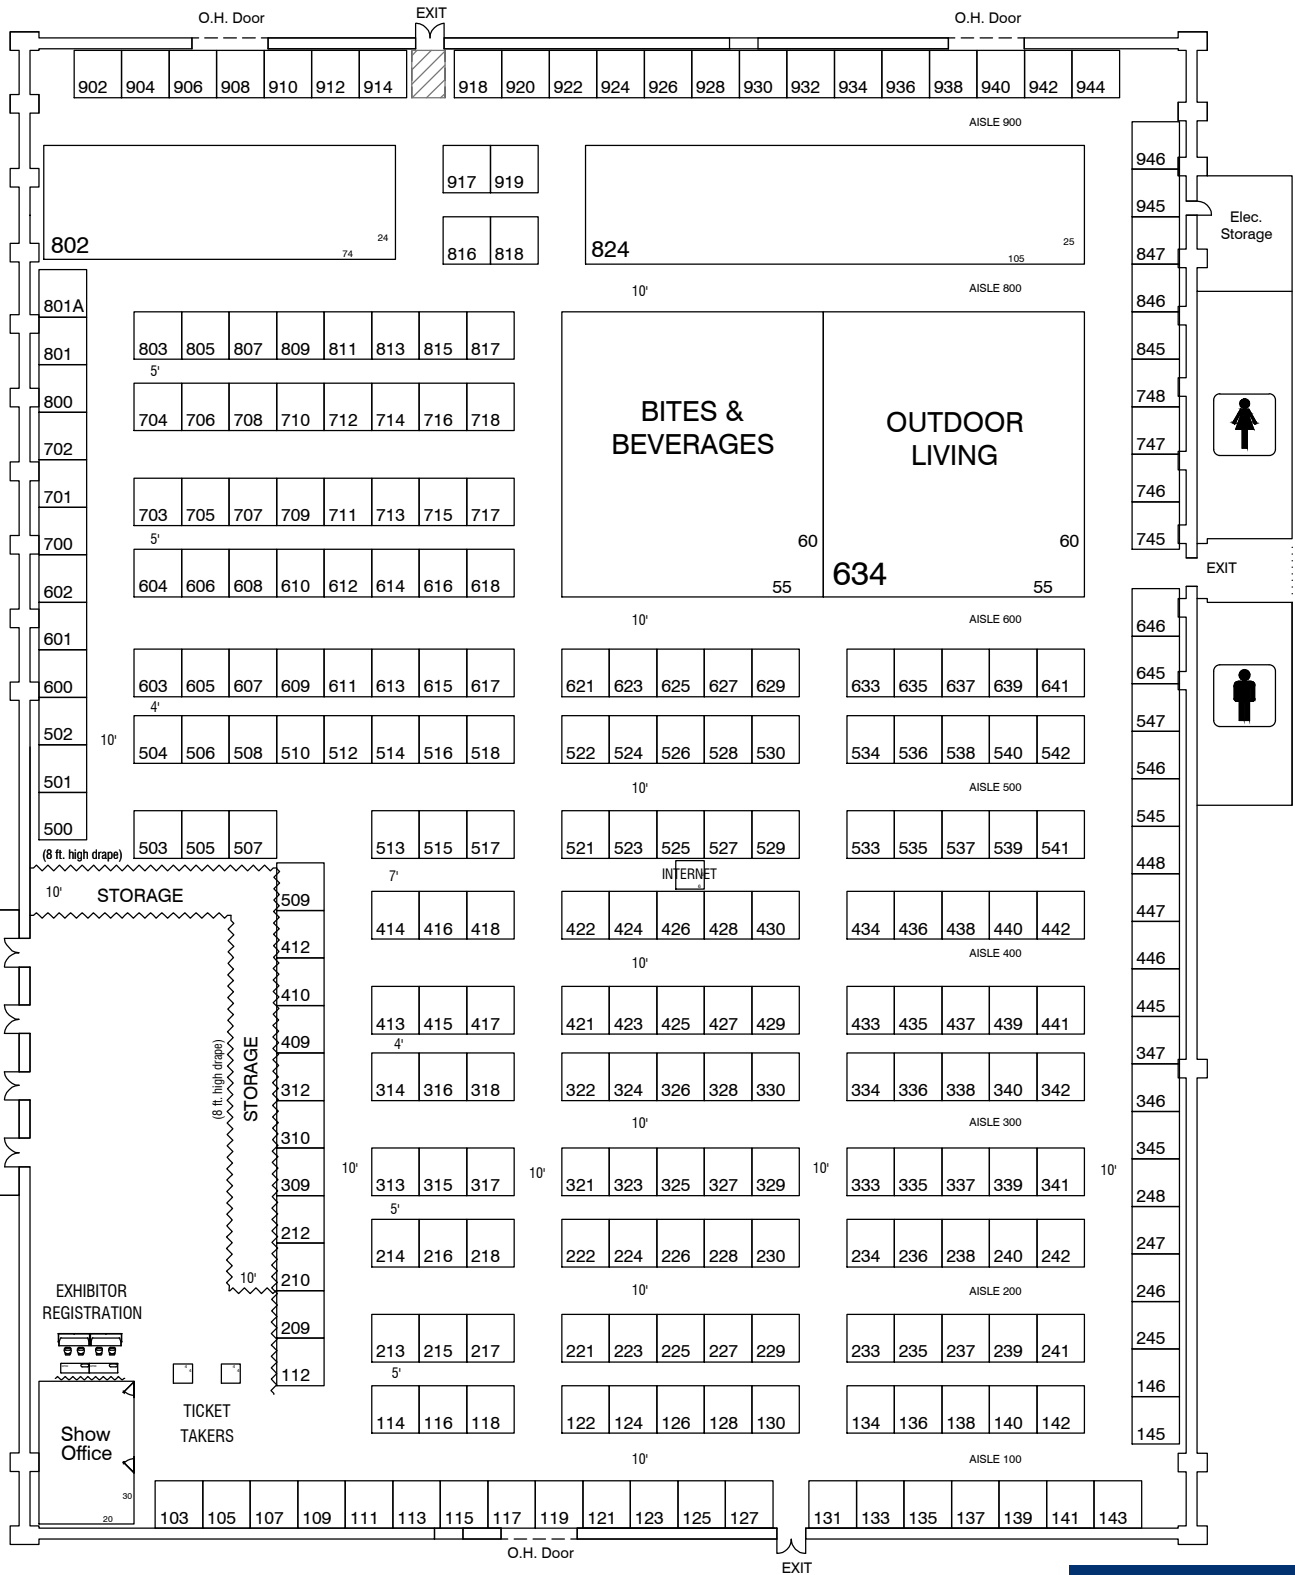 O.H. Door EXIT O.H. Door
902 904 906 908 910 912 914 918 920 922 924 926 928 930 932 934 936 938 940 942 944
AISLE 900
946
917 919
945
Elec.
Storage
802 24 74
816 818
824 25 105
847
10' AISLE 800
846
801A
803 805 807 809 811 813 815 817
845
801
5'
748
800
704 706 708 710 712 714 716 718
BITES &
BEVERAGES
OUTDOOR
LIVING
747
702
746
701
703 705 707 709 711 713 715 717
745
700
5'
60 60
EXIT
602
604 606 608 610 612 614 616 618
55 634 55
10' AISLE 600
646
601
603 605 607 609 611 613 615 617 621 623 625 627 629 633 635 637 639 641
645
600
4'
547
502
10'
504 506 508 510 512 514 516 518 522 524 526 528 530 534 536 538 540 542
546
501
10' AISLE 500
545
500
503 505 507 513 515 517 521 523 525 527 529 533 535 537 539 541
(8 ft. high drape)
448
10' STORAGE
7' INTERNET
509
447
414 416 418 422 424 426 428 430 434 436 438 440 442
412
10' AISLE 400
446
410
445
413 415 417 421 423 425 427 429 433 435 437 439 441
409
4'
347
(8 ft. high drape)
STORAGE
312
314 316 318 322 324 326 328 330 334 336 338 340 342
346
310
10' AISLE 300
345
10' 10' 10' 10'
309
313 315 317 321 323 325 327 329 333 335 337 339 341
248
5'
212
247
214 216 218 222 224 226 228 230 234 236 238 240 242
210
10'
10' AISLE 200
246
EXHIBITOR
REGISTRATION
209
245
213 215 217 221 223 225 227 229 233 235 237 239 241
112
5'
146
TICKET
TAKERS
114 116 118 122 124 126 128 130 134 136 138 140 142
145
Show
Office
30
20
10' AISLE 100
103 105 107 109 111 113 115 117 119 121 123 125 127 131 133 135 137 139 141 143
O.H. Door
EXIT